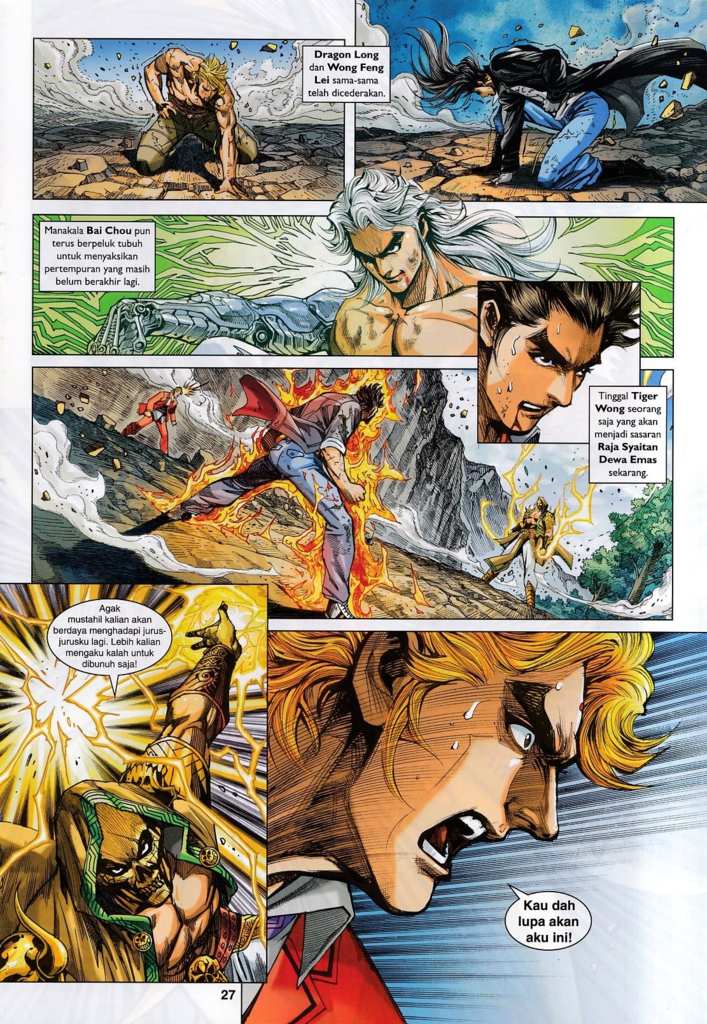 Dragon Long
dan Wong Feng
Lei sama-sama
telah dicederakan.
Manakala Bai Chou pun
terus berpeluk tubuh
untuk menyaksikan
pertempuran yang masih
belum berakhir lagi.
Tinggal Tiger
Wong seorang
saja yang akan
menjadi sasaran
Raja Syaitan
Dewa Emas
sekarang.
Agak
mustahil kalian akan
berdaya menghadapi jurus-
jurusku lagi. Lebih kalian
mengaku kalah untuk
dibunuh saja!
Kau dah
lupa akan
aku ini!
27